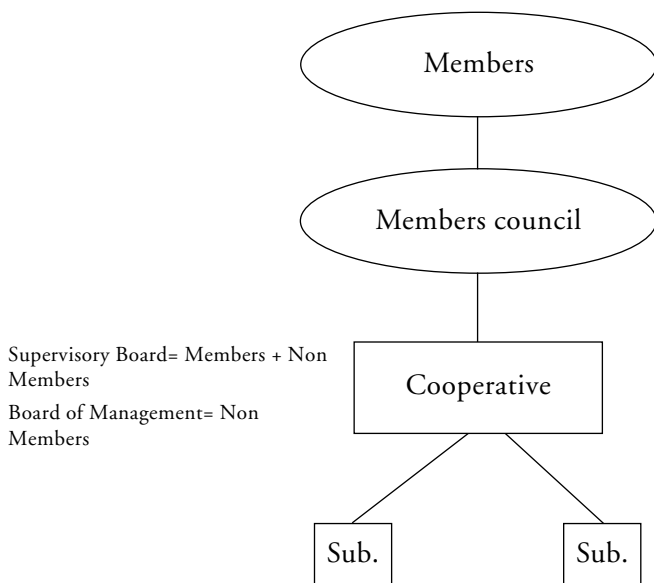 Members
Members council
Supervisory Board= Members + Non
Members
Board of Management= Non
Members
Cooperative
Sub.
Sub.